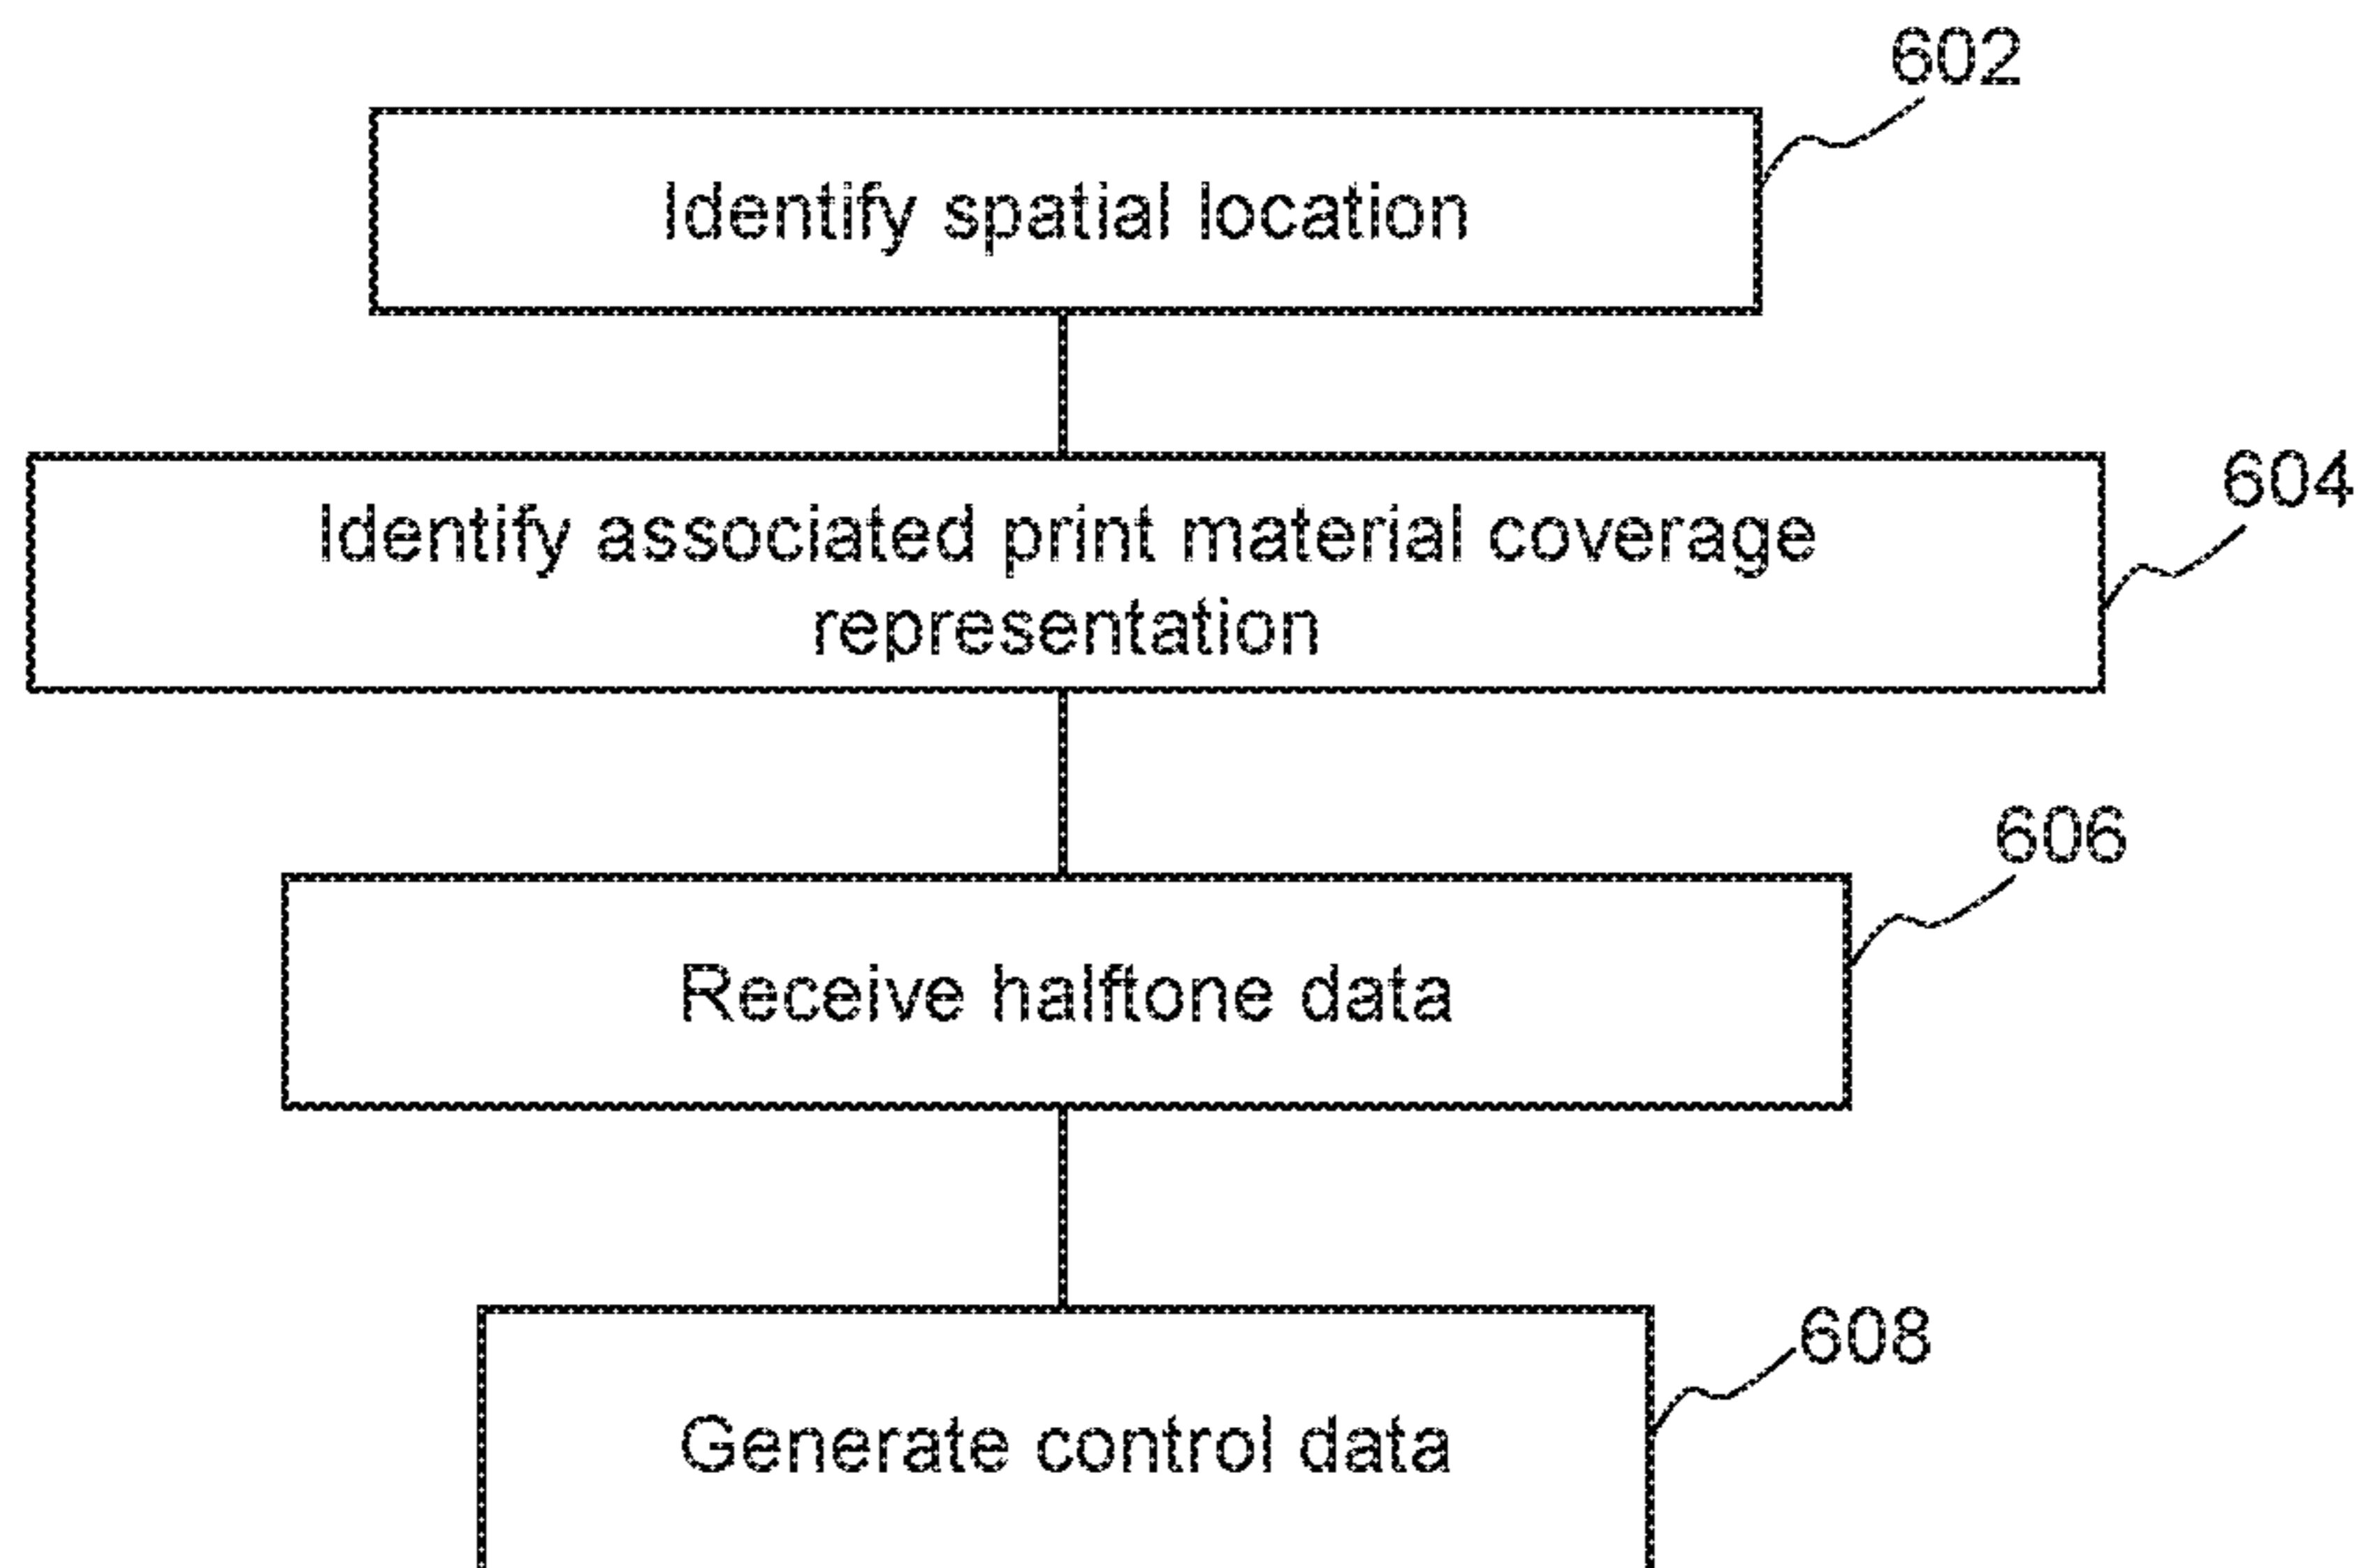 602
Identify spatial location
604
Identify associated print material coverage
representation
606
Receive halftone data
608
Generate control data